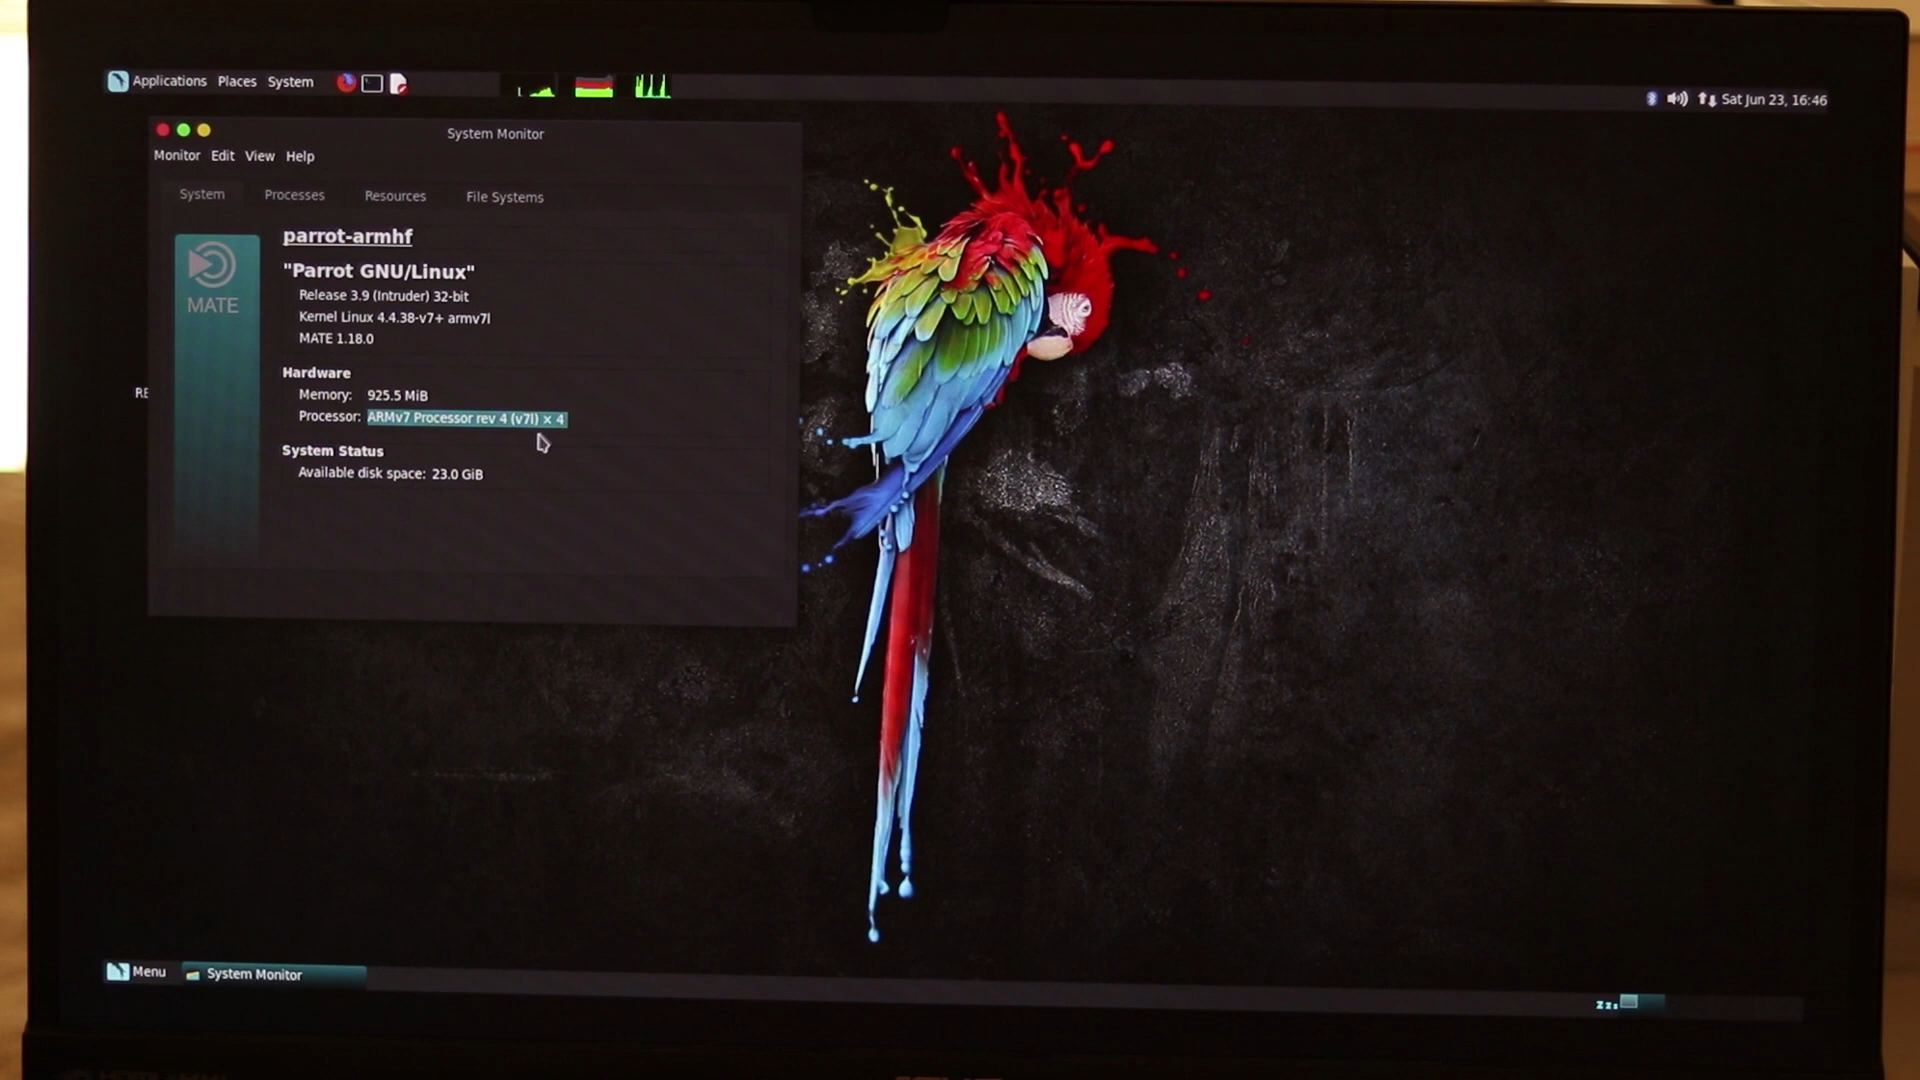 Applications Places System
Sat Jun 23, 16:46
System Monitor
Monitor Edit View Help
System Processes Resources File Systems
MATE
parrot-armhf
"Parrot GNU/Linux"
Release 3.9 (Intruder) 32-bit
Kernel Linux 4.4.38-v7+ armv7l
MATE 1.18.0
Hardware
Memory: 925.5 MiB
RE
Processor: ARMv7 Processor rev 4 (v7l) × 4
System Status
Available disk space: 23.0 GiB
Menu System Monitor